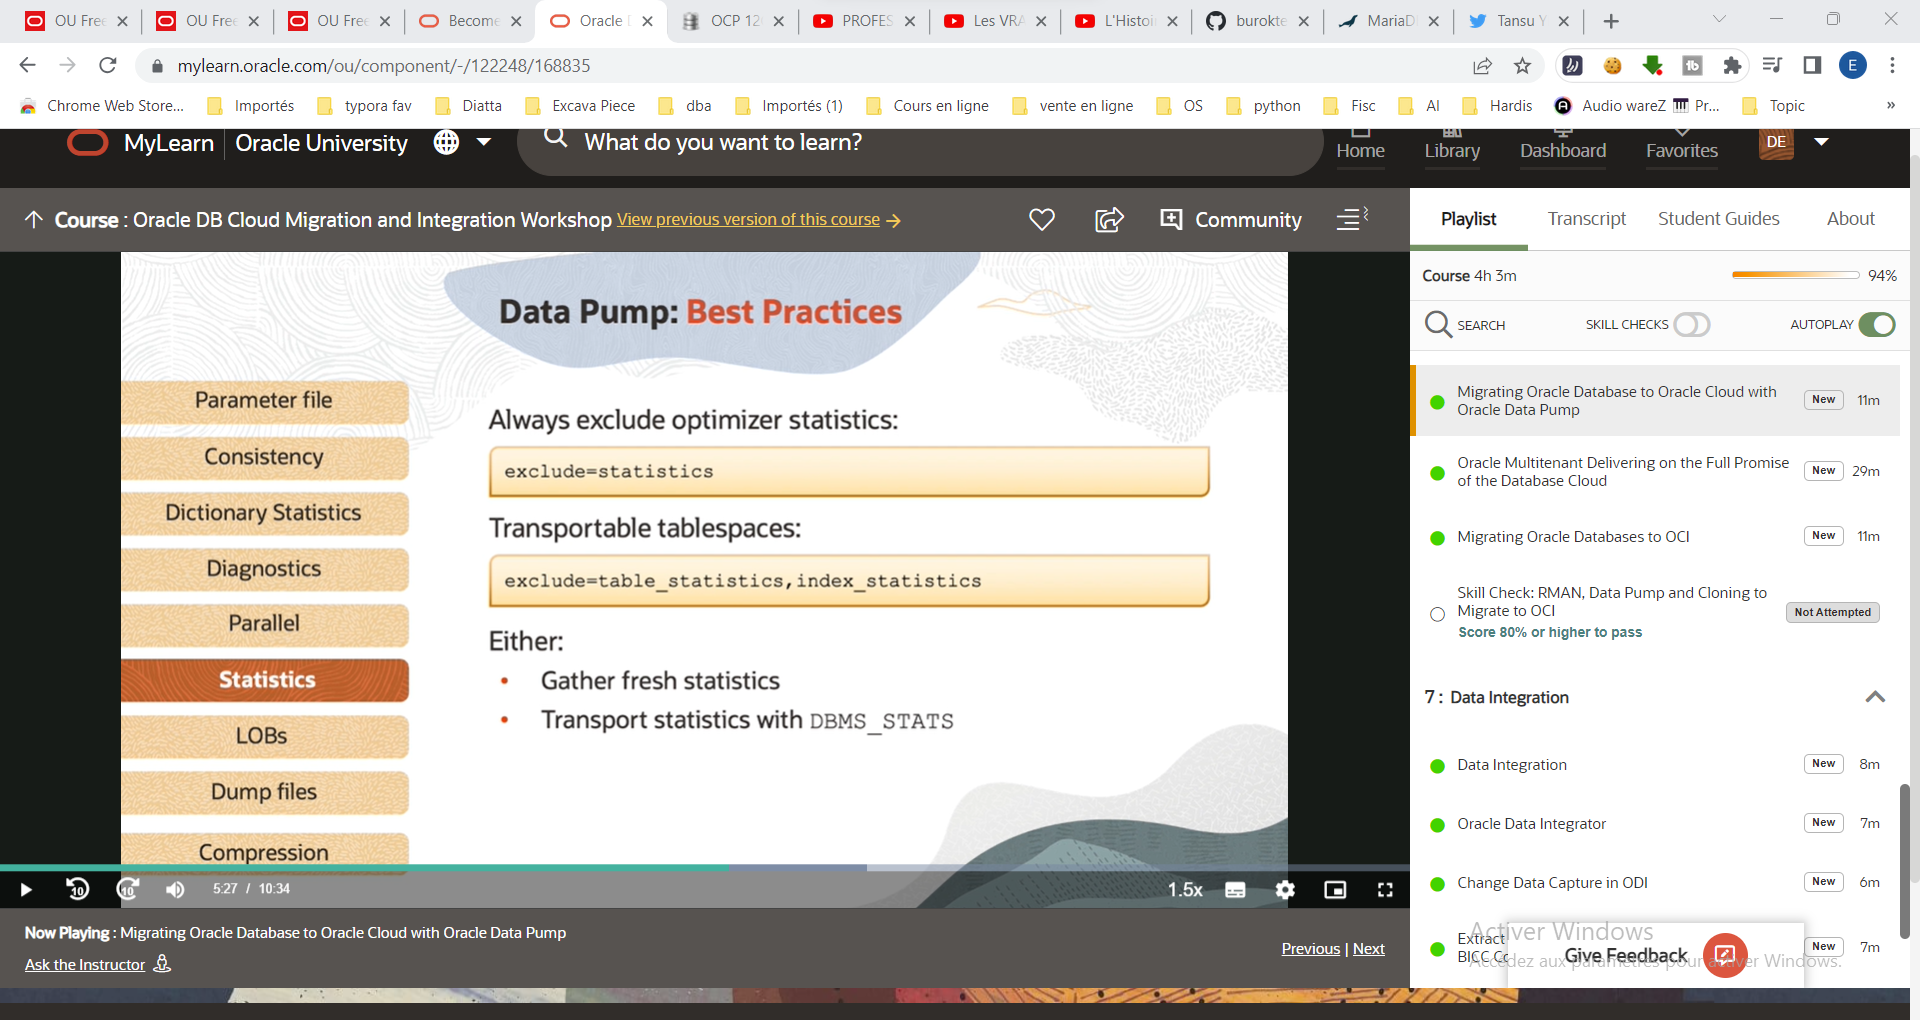 OU Free
OU Free
OU Free
Become
Oracle
OCP 12
PROFES
Les VRA
L'Histoi
burokte
MariaD
Tansu Y
mylearn.oracle.com/ou/component/-/122248/168835
E
Chrome Web Store...
Importés
typora fav
Diatta
Excava Piece
dba
Importés (1)
Cours en ligne
vente en ligne
OS
python
Fisc
AI
Hardis
Audio wareZ
Pr...
Topic
»
MyLearn
Oracle University
What do you want to learn?
Home
Library
Dashboard
Favorites
DE
Course : Oracle DB Cloud Migration and Integration Workshop View previous version of this course
Community
Playlist
Transcript
Student Guides
About
Course 4h 3m
94%
SEARCH
SKILL CHECKS
AUTOPLAY
Data Pump: Best Practices
Parameter file
Consistency
Dictionary Statistics
Diagnostics
Parallel
Statistics
LOBs
Dump files
Compression
Always exclude optimizer statistics:
exclude=statistics
Transportable tablespaces:
exclude=table_statistics,index_statistics
Either:
• Gather fresh statistics
• Transport statistics with DBMS_STATS
10
10
5:27 / 10:34
1.5x
Now Playing : Migrating Oracle Database to Oracle Cloud with Oracle Data Pump
Ask the Instructor
Previous | Next
Migrating Oracle Database to Oracle Cloud with
Oracle Data Pump
New
11m
Oracle Multitenant Delivering on the Full Promise
of the Database Cloud
New
29m
Migrating Oracle Databases to OCI
New
11m
Skill Check: RMAN, Data Pump and Cloning to
Migrate to OCI
Score 80% or higher to pass
Not Attempted
7 : Data Integration
Data Integration
New
8m
Oracle Data Integrator
New
7m
Change Data Capture in ODI
New
6m
Extract
BICC
New
7m
Activer Windows
Accédez aux paramètres pour activer Windows.
Give Feedback